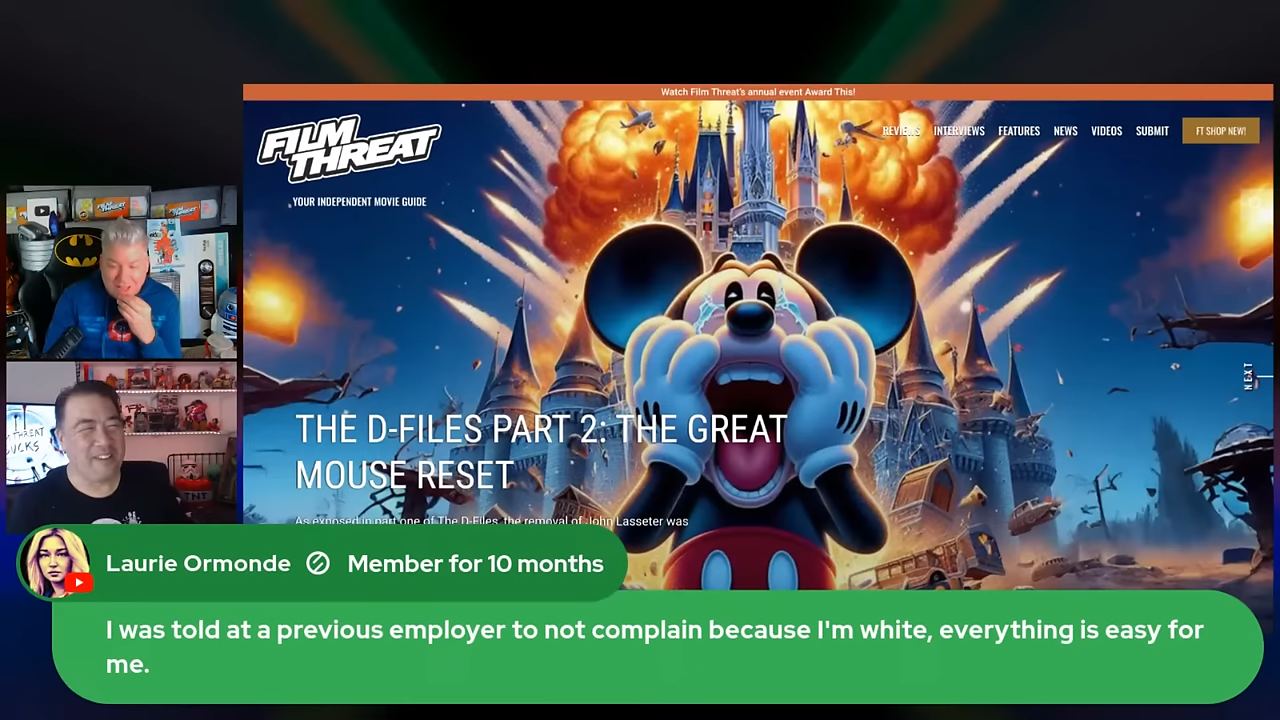 Watch Film Threat's annual event Award This!
FILM
THREAT
REVIEWS INTERVIEWS FEATURES NEWS VIDEOS SUBMIT FT SHOP NEW!
YOUR INDEPENDENT MOVIE GUIDE
NEXT
THE D-FILES PART 2: THE GREAT
MOUSE RESET
As exposed in part one of The D-Files, the removal of John Lasseter was
THREAT
TNT
Laurie Ormonde Member for 10 months
I was told at a previous employer to not complain because I'm white, everything is easy for
me.